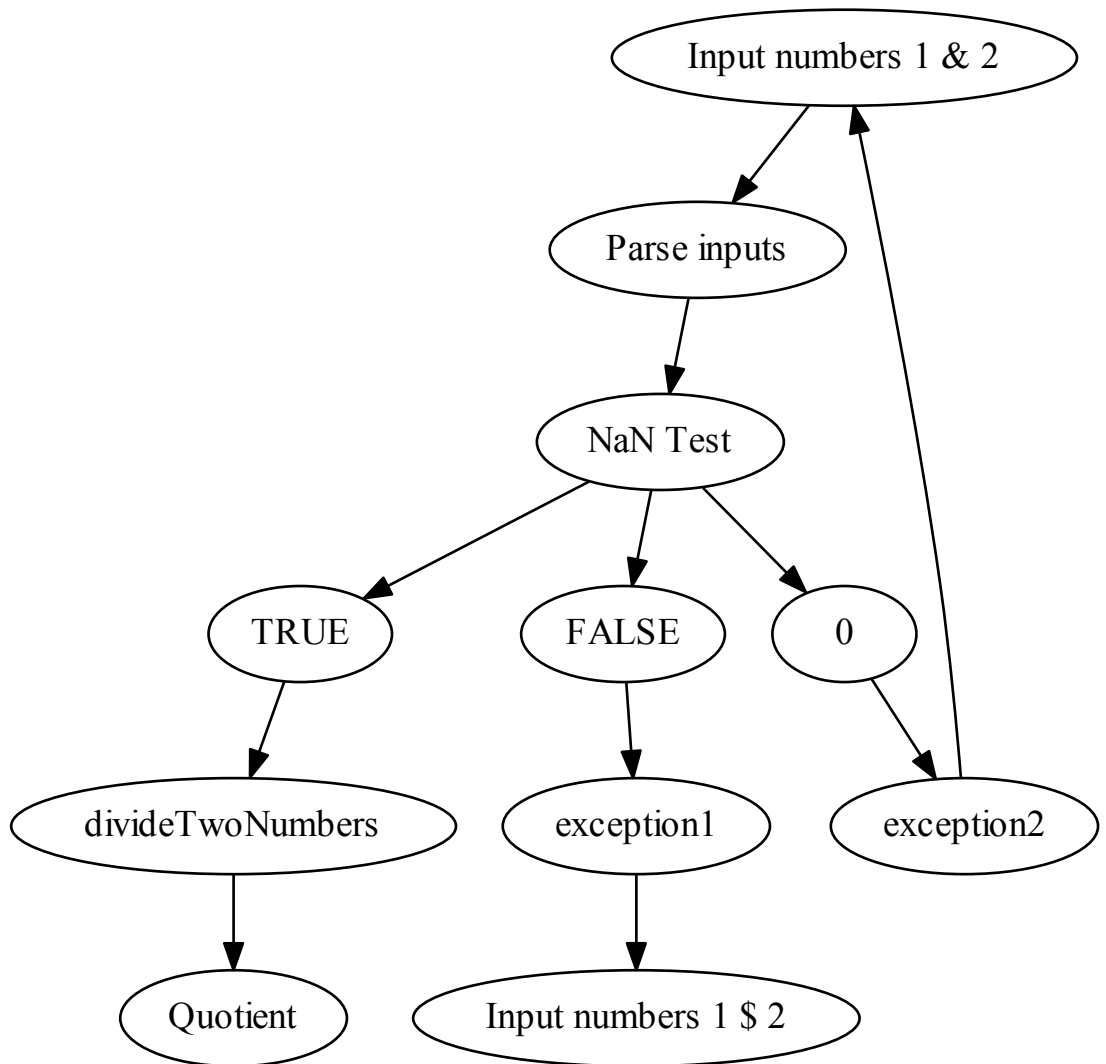 Input numbers 1 & 2
Parse inputs
NaN Test
TRUE
FALSE
0
divideTwoNumbers
exception1
exception2
Quotient
Input numbers 1 $ 2